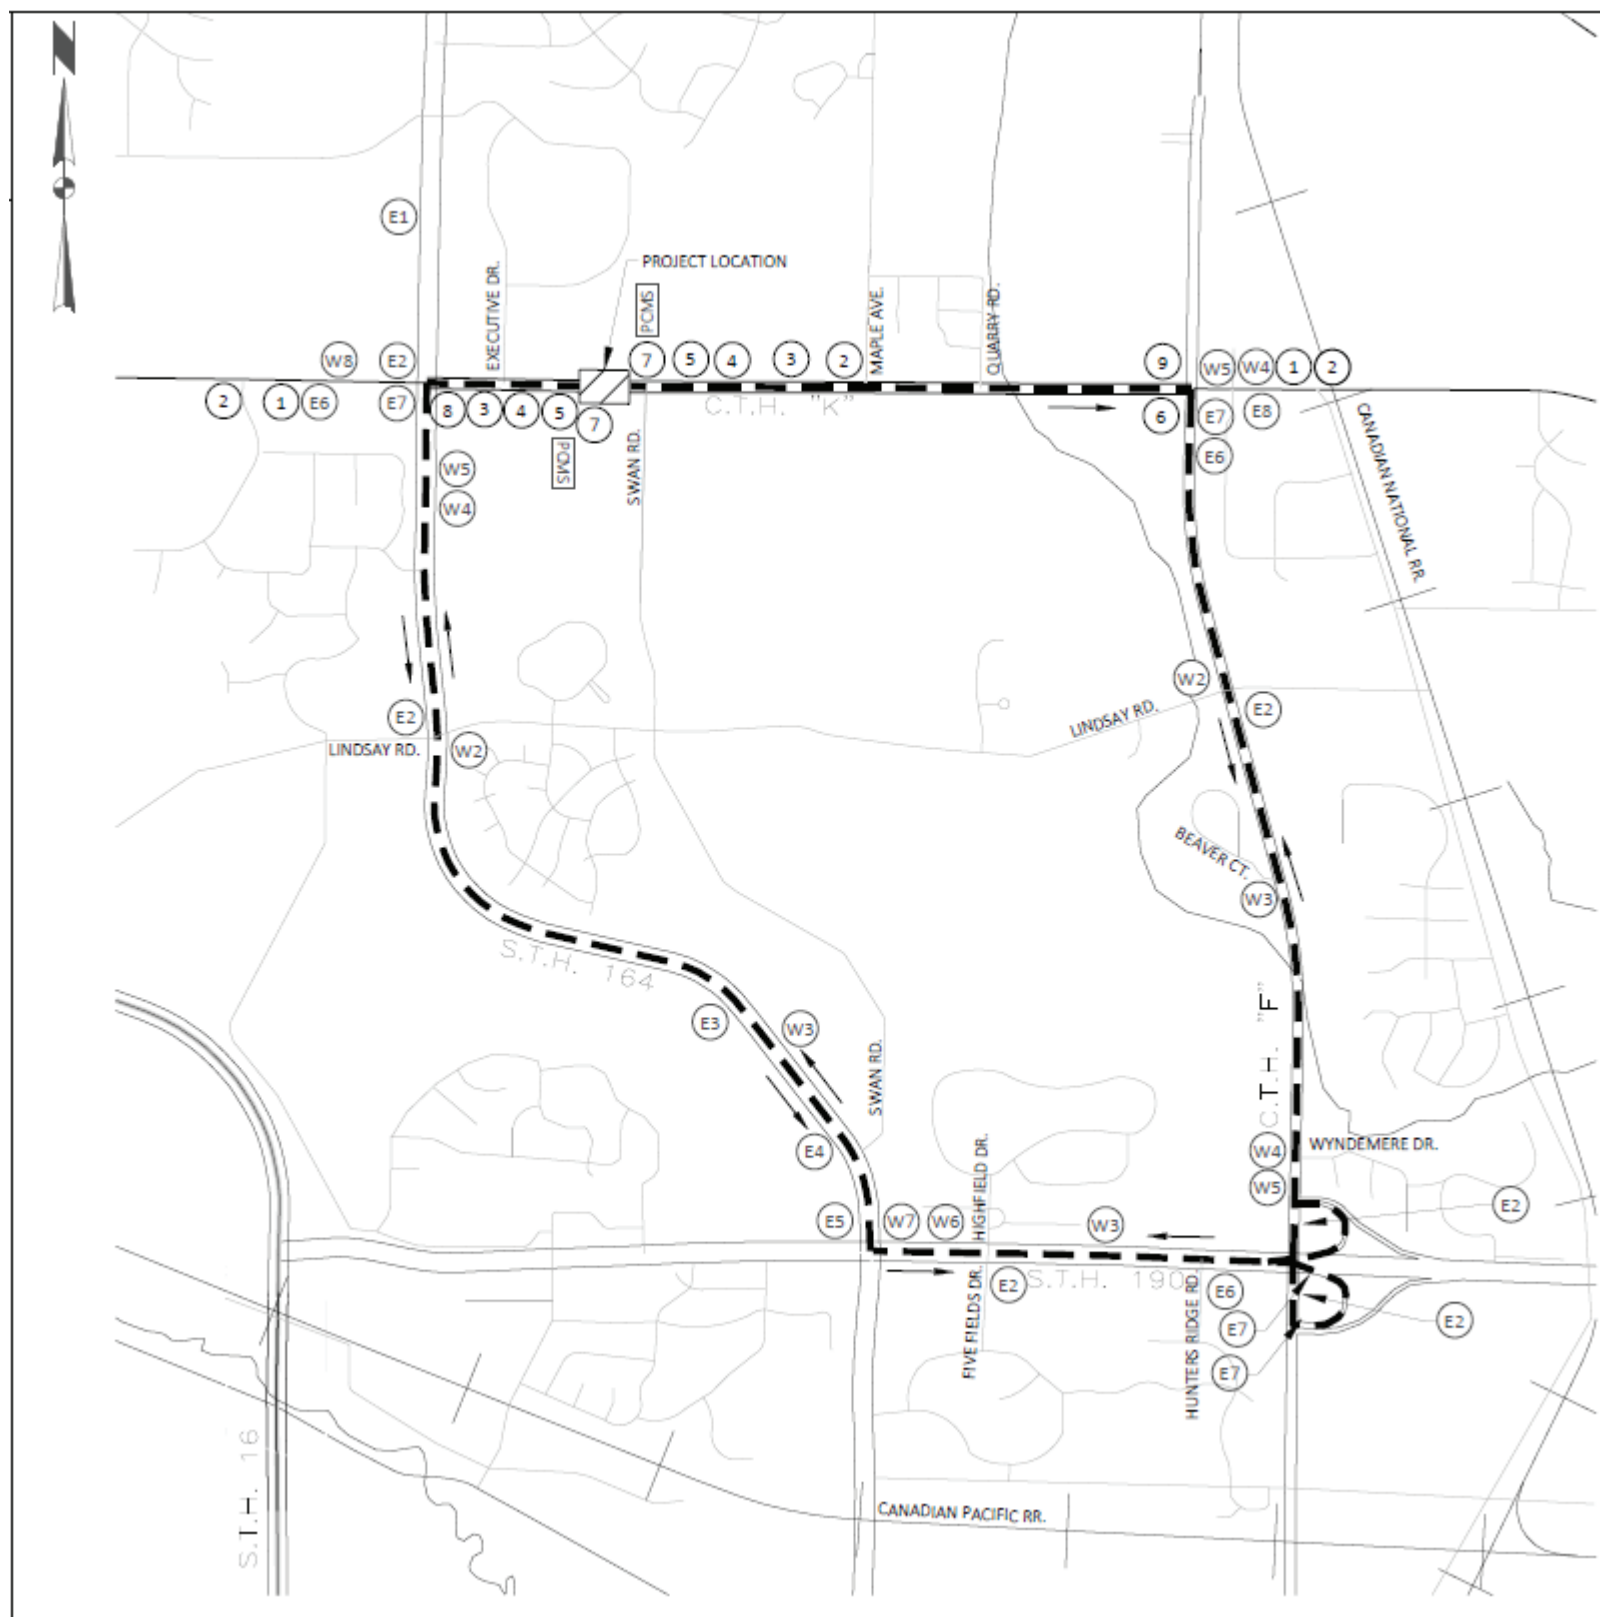 N
E1
PROJECT LOCATION
EXECUTIVE DR.
PCMS
MAPLE AVE.
QUARRY RD.
W8
E2
7
5
4
3
2
9
W5
W4
1
2
2
1
E6
E7
8
3
4
5
7
C.T.H. "K"
6
E7
E8
E6
PCMS
SWAN RD.
CANADIAN NATIONAL RR.
W5
W4
W2
E2
E2
LINDSAY RD.
LINDSAY RD.
W2
BEAVER CT.
W3
S.T.H. 164
E3
W3
C.T.H. "F"
SWAN RD.
E4
W4
WYNDEMERE DR.
W5
E2
HIGHFIELD DR.
E5
W7
W6
W3
E2
S.T.H. 190
E6
FIVE FIELDS DR.
HUNTERS RIDGE RD.
E7
E2
E7
S.T.H. 16
CANADIAN PACIFIC RR.